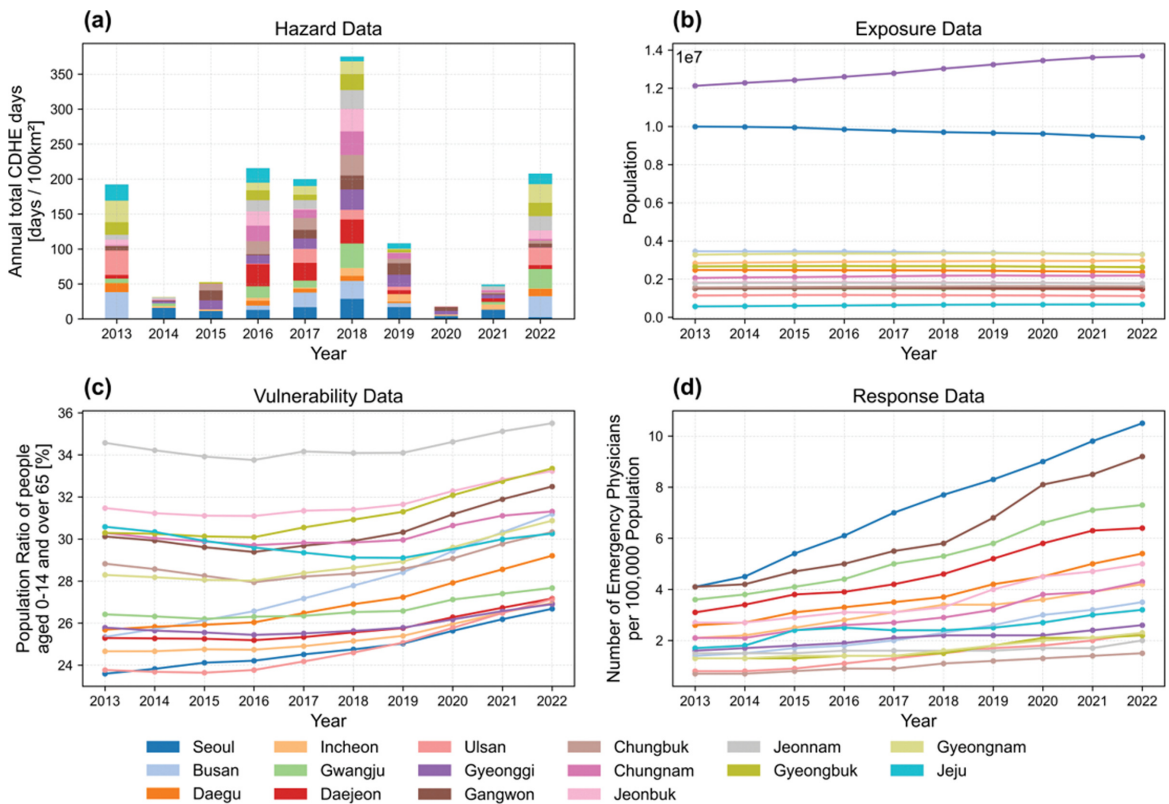 (a)
Hazard Data
Annual total CDHE days
[days / 100km²]
350
300
250
200
150
100
50
0
2013 2014 2015 2016 2017 2018 2019 2020 2021 2022
Year
(b)
Exposure Data
1e7
Population
1.4
1.2
1.0
0.8
0.6
0.4
0.2
0.0
2013 2014 2015 2016 2017 2018 2019 2020 2021 2022
Year
(c)
Vulnerability Data
Population Ratio of people
aged 0-14 and over 65 [%]
36
34
32
30
28
26
24
2013 2014 2015 2016 2017 2018 2019 2020 2021 2022
Year
(d)
Response Data
Number of Emergency Physicians
per 100,000 Population
10
8
6
4
2
2013 2014 2015 2016 2017 2018 2019 2020 2021 2022
Year
Seoul Incheon Ulsan Chungbuk Jeonnam Gyeongnam
Busan Gwangju Gyeonggi Chungnam Gyeongbuk Jeju
Daegu Daejeon Gangwon Jeonbuk